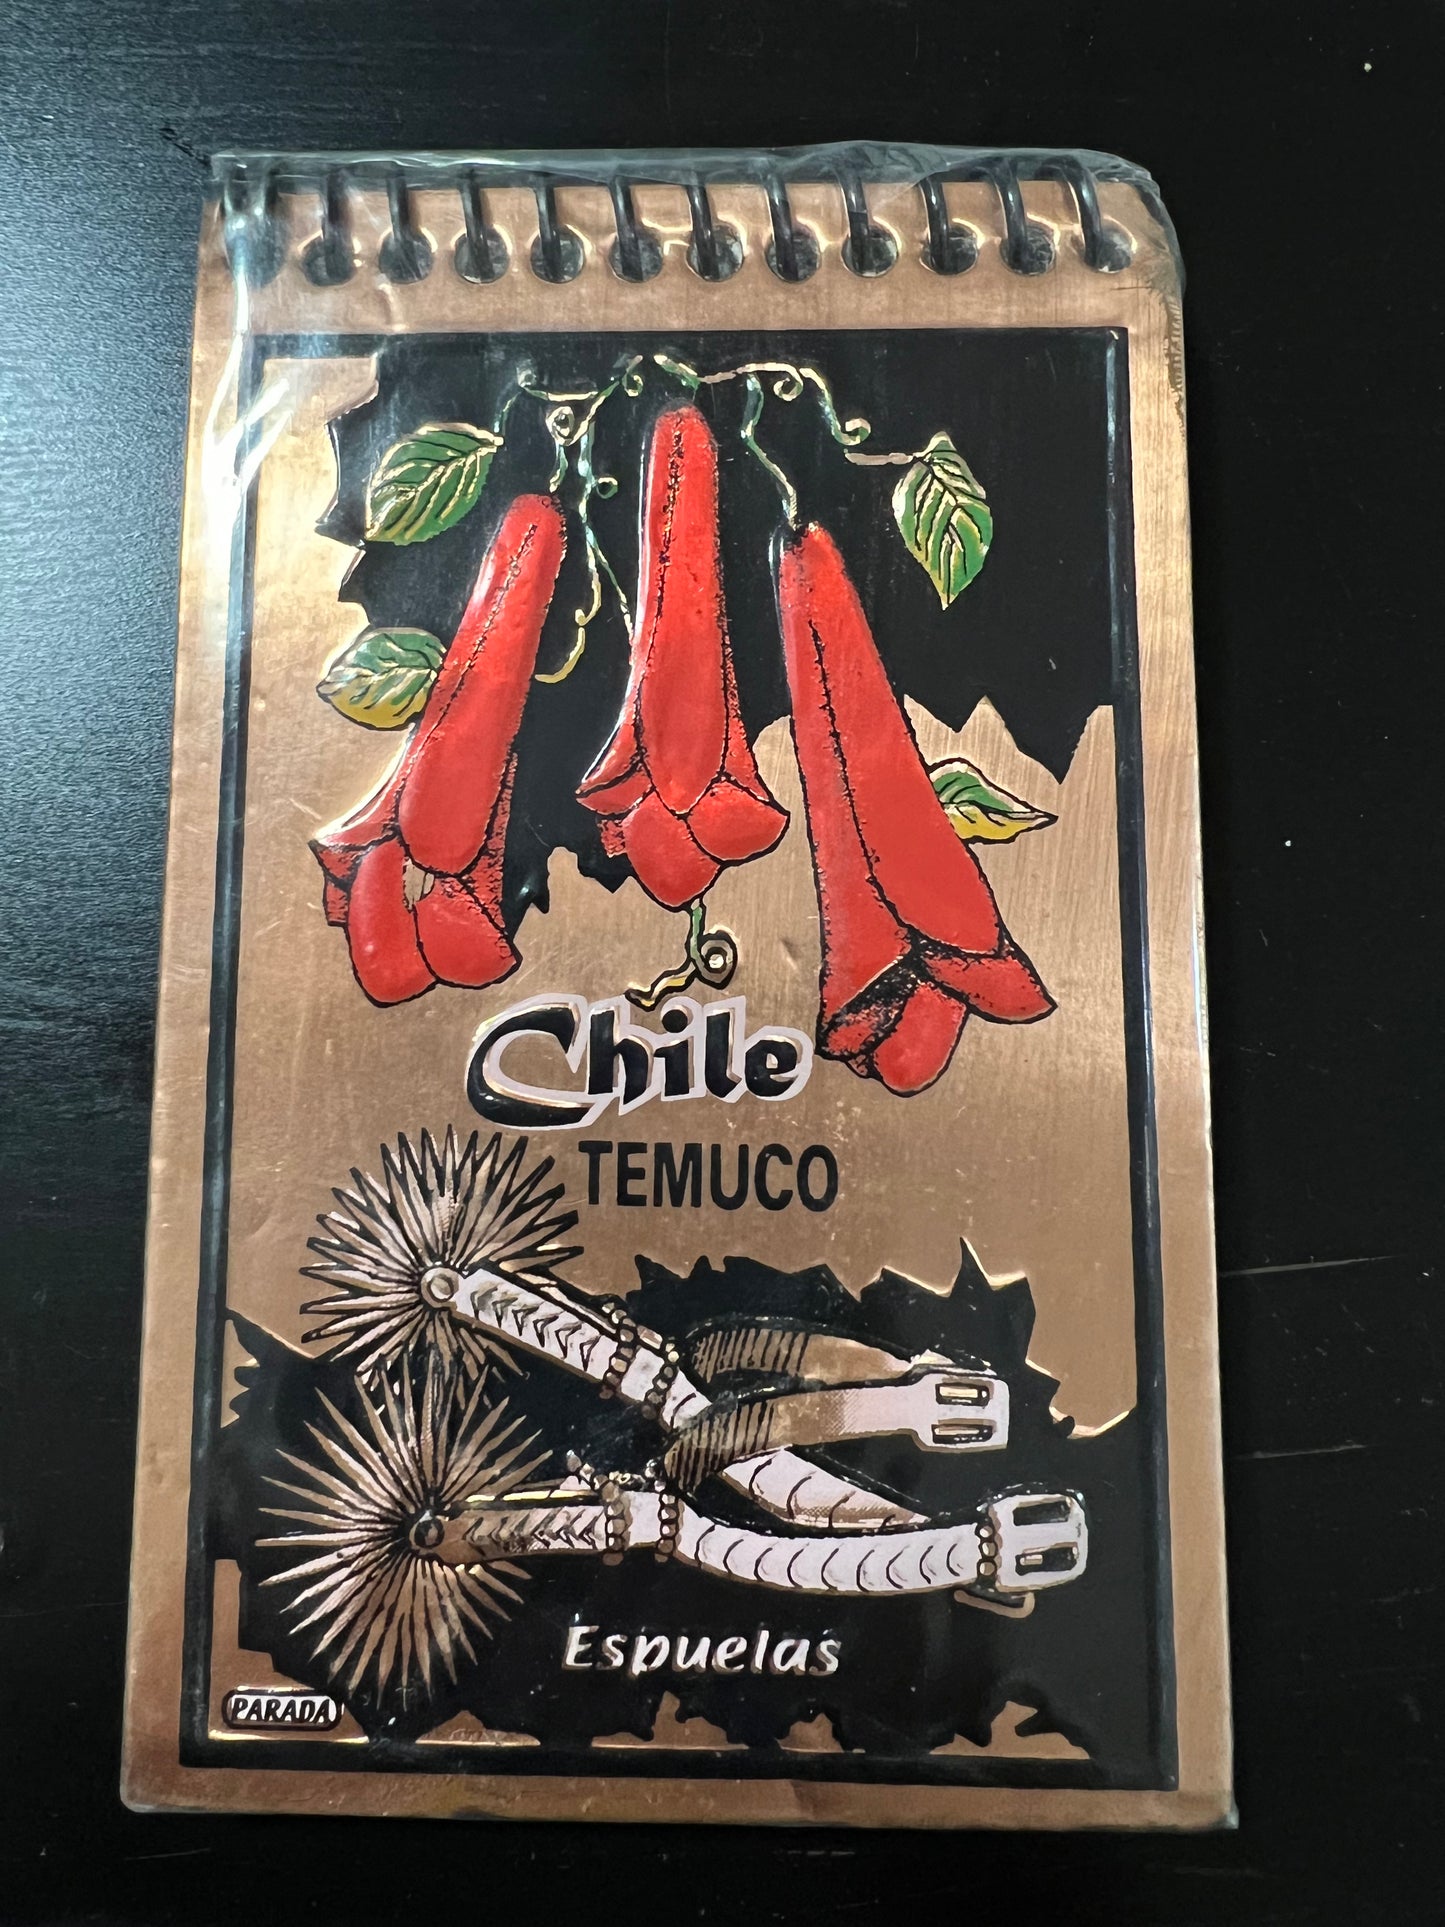 Chile
TEMUCO
Espuelas
PARADA